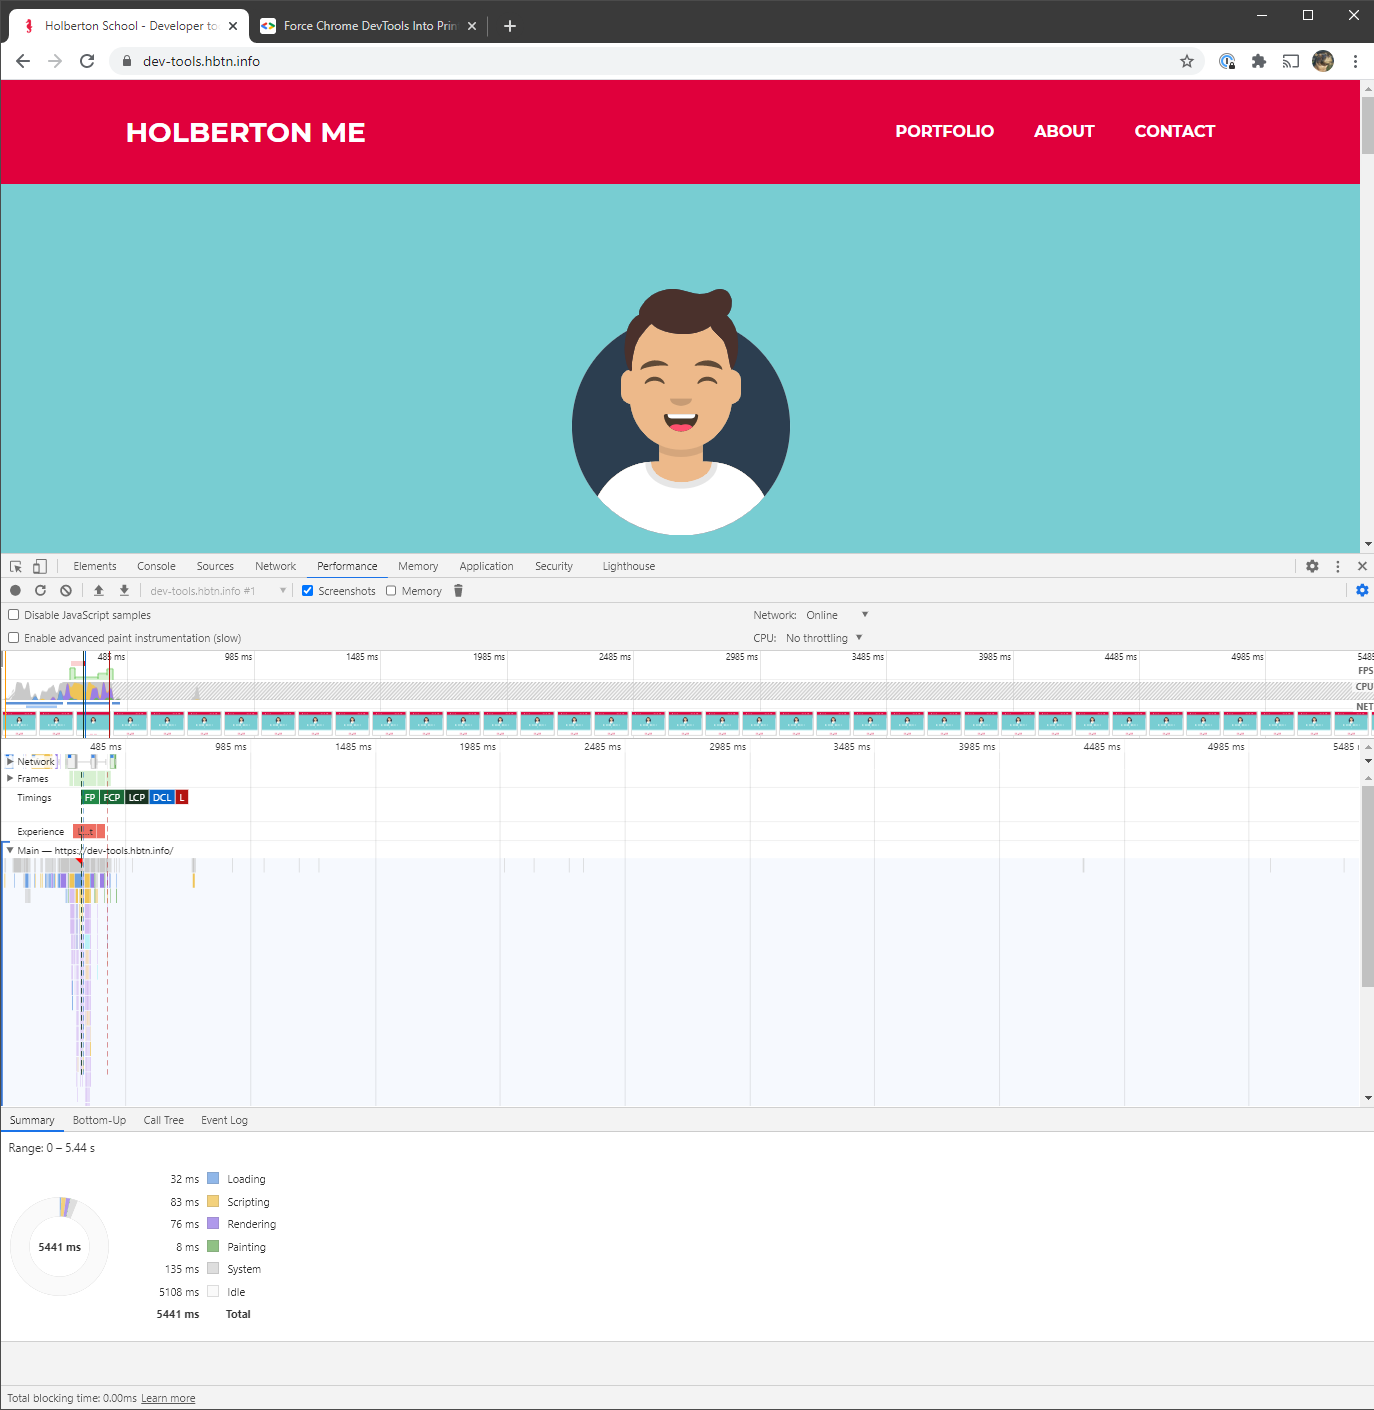 Holberton School - Developer to
Force Chrome DevTools Into Prin
dev-tools.hbtn.info
HOLBERTON ME
PORTFOLIO ABOUT CONTACT
Elements Console Sources Network Performance Memory Application Security Lighthouse
dev-tools.hbtn.info #1 Screenshots Memory
Disable JavaScript samples Network: Online
Enable advanced paint instrumentation (slow) CPU: No throttling
485 ms 985 ms 1485 ms 1985 ms 2485 ms 2985 ms 3485 ms 3985 ms 4485 ms 4985 ms 5485
FPS
CPU
NET
485 ms 985 ms 1485 ms 1985 ms 2485 ms 2985 ms 3485 ms 3985 ms 4485 ms 4985 ms 5485
Network
Frames
Timings FP FCP LCP DCL L
Experience L...t
Main — https://dev-tools.hbtn.info/
Summary Bottom-Up Call Tree Event Log
Range: 0 – 5.44 s
32 ms Loading
83 ms Scripting
76 ms Rendering
5441 ms
8 ms Painting
135 ms System
5108 ms Idle
5441 ms Total
Total blocking time: 0.00ms Learn more